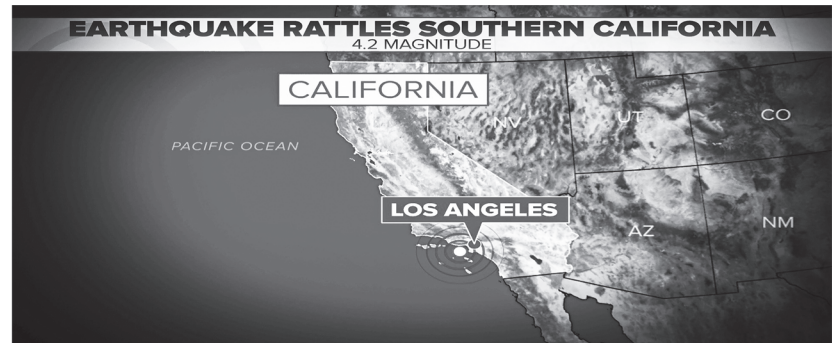 EARTHQUAKE RATTLES SOUTHERN CALIFORNIA
4.2 MAGNITUDE
CALIFORNIA
NV
UT
CO
PACIFIC OCEAN
LOS ANGELES
AZ
NM